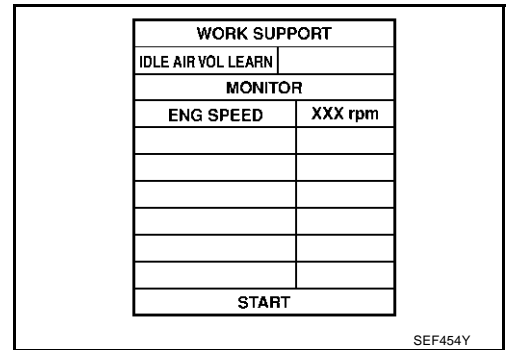 WORK SUPPORT
IDLE AIR VOL LEARN
MONITOR
ENG SPEED XXX rpm
START
SEF454Y